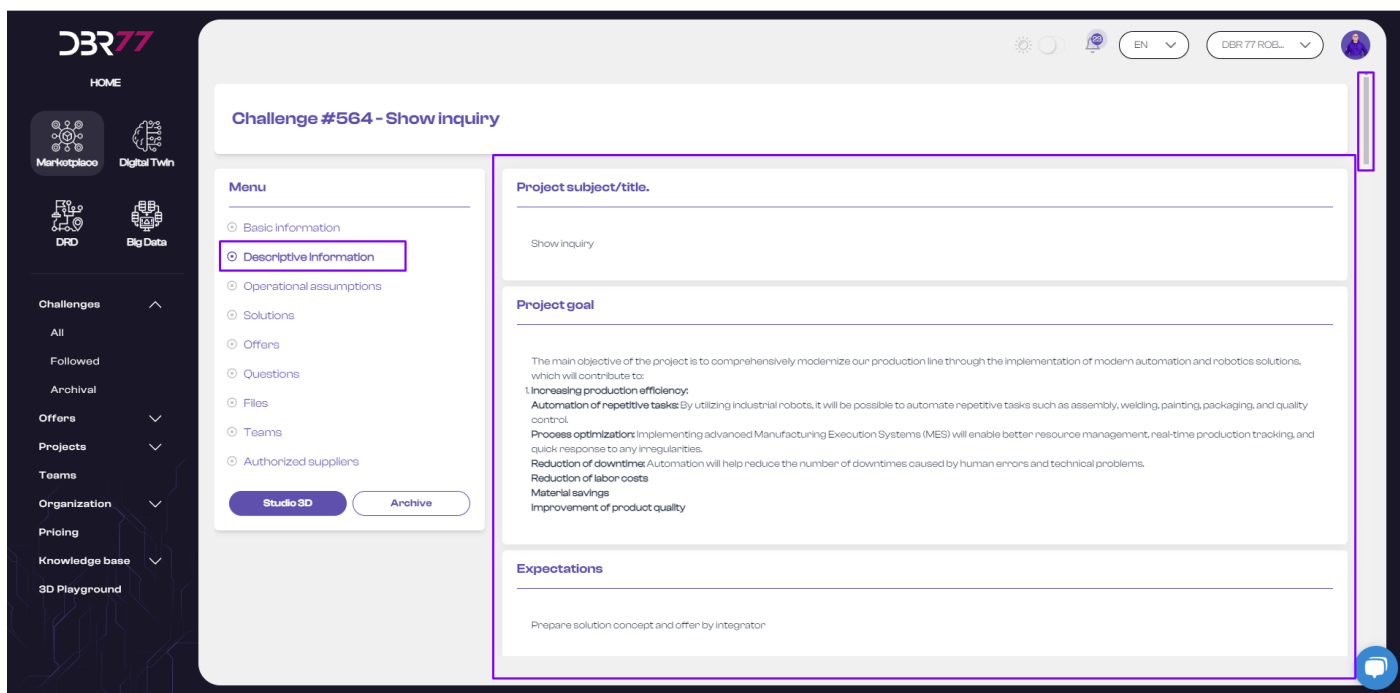 DBR77
HOME
Marketplace
Digital Twin
DRD
Big Data
Challenges
All
Followed
Archival
Offers
Projects
Teams
Organization
Pricing
Knowledge base
3D Playground
EN
DBR 77 ROB...
Challenge #564 - Show inquiry
Menu
Basic information
Descriptive Information
Operational assumptions
Solutions
Offers
Questions
Files
Teams
Authorized suppliers
Studio 3D
Archive
Project subject/title.
Show inquiry
Project goal
The main objective of the project is to comprehensively modernize our production line through the implementation of modern automation and robotics solutions,
which will contribute to:
1. Increasing production efficiency:
Automation of repetitive tasks: By utilizing industrial robots, it will be possible to automate repetitive tasks such as assembly, welding, painting, packaging, and quality
control.
Process optimization: Implementing advanced Manufacturing Execution Systems (MES) will enable better resource management, real-time production tracking, and
quick response to any irregularities.
Reduction of downtime: Automation will help reduce the number of downtimes caused by human errors and technical problems.
Reduction of labor costs
Material savings
Improvement of product quality
Expectations
Prepare solution concept and offer by integrator